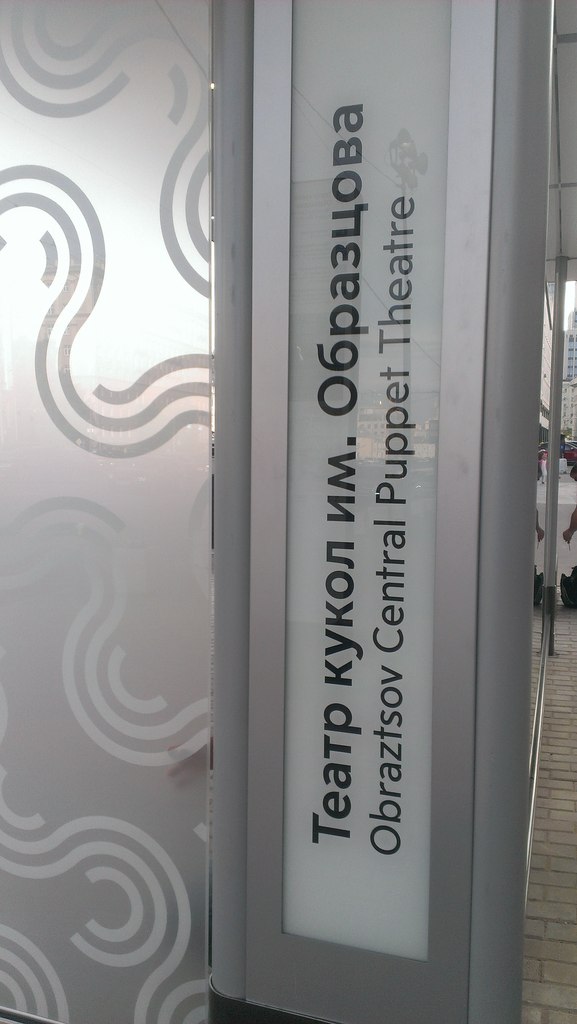 Театр кукол им. Образцова
Obraztsov Central Puppet Theatre